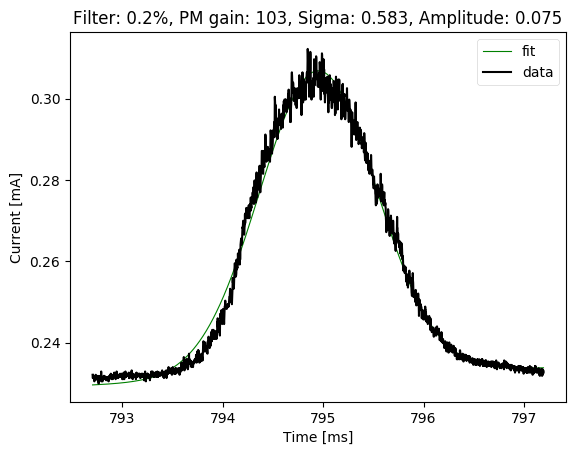 Filter: 0.2%, PM gain: 103, Sigma: 0.583, Amplitude: 0.075
fit
data
0.30
0.28
0.26
0.24
Current [mA]
793 794 795 796 797
Time [ms]